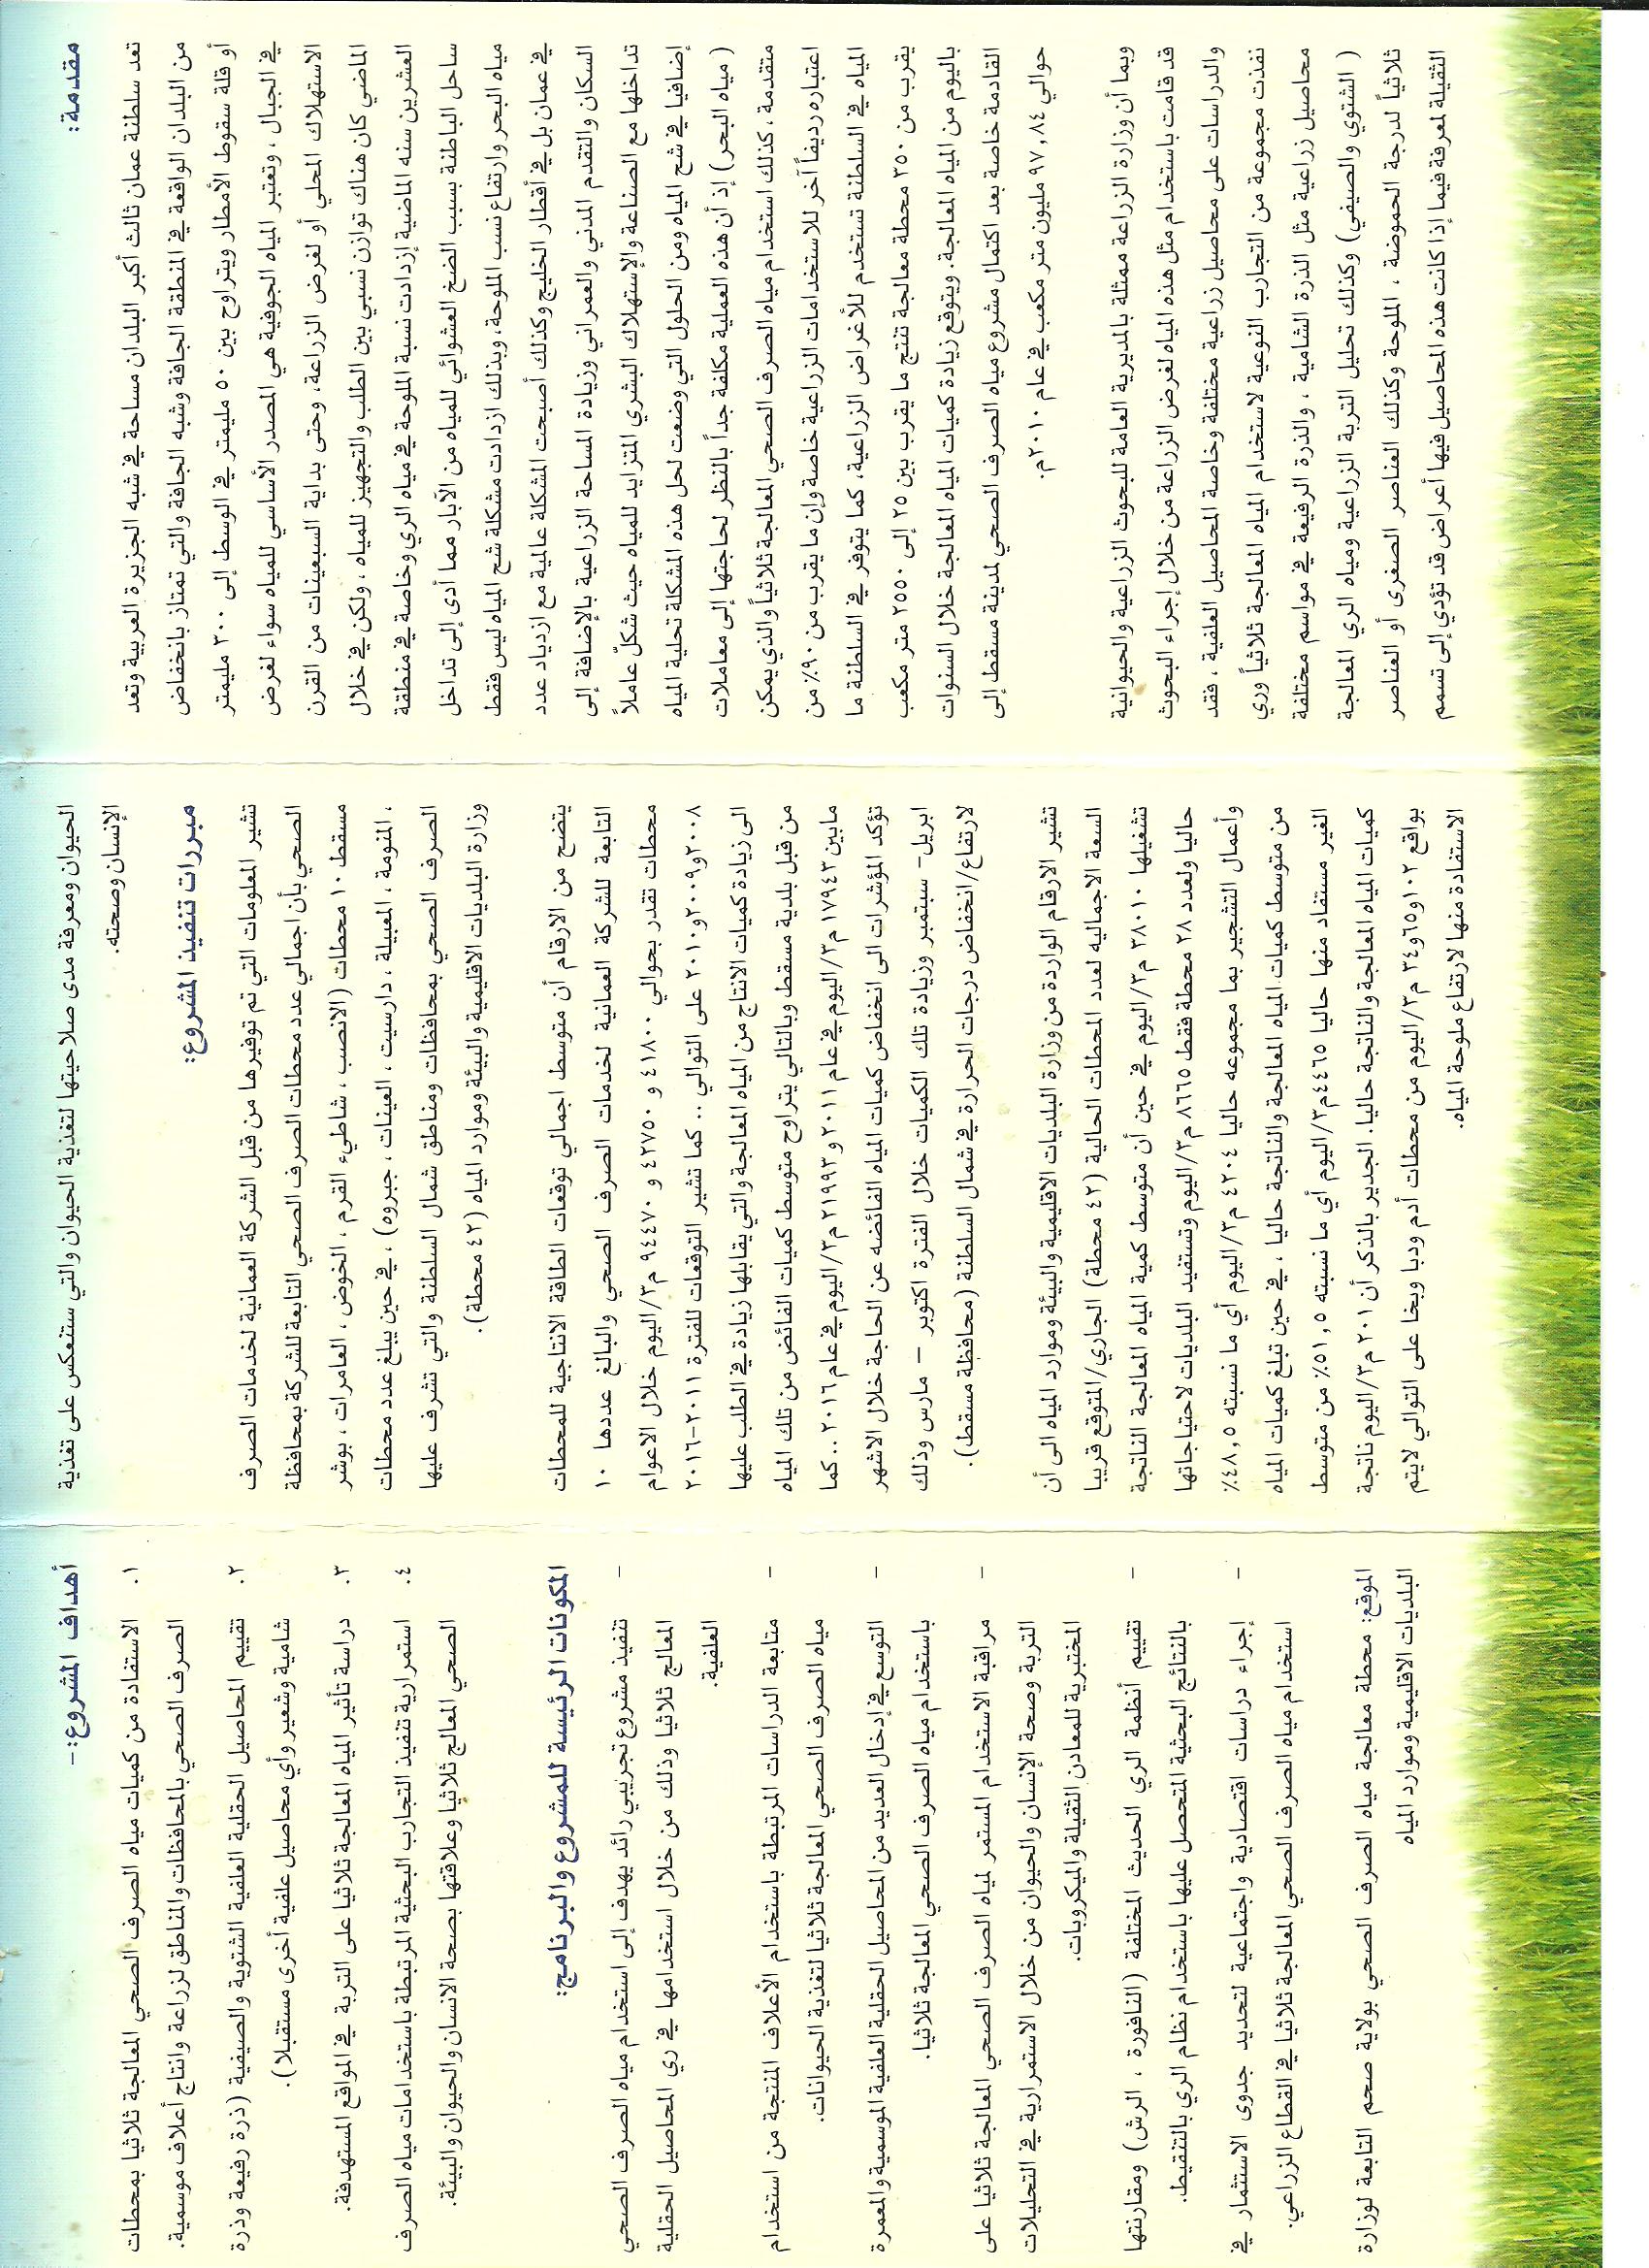 مقدمة:
تعد سلطنة عمان ثالث أكبر البلدان مساحة في شبه الجزيرة العربية وتعد
من البلدان الواقعة في المنطقة الجافة وشبه الجافة والتي تمتاز بانخفاض
أو قلة سقوط الأمطار ويتراوح بين ٥٠ مليمتر في الوسط إلى ٣٠٠ مليمتر
في الجبال ، وتعتبر المياه الجوفية هي المصدر الأساسي للمياه سواء لغرض
الاستهلاك المحلي أو لغرض الزراعة، وحتى بداية السبعينات من القرن
الماضي كان هناك توازن نسبي بين الطلب والتجهيز للمياه ، ولكن في خلال
العشرين سنه الماضية إزدادت نسبة الملوحة في مياه الري وخاصة في منطقة
ساحل الباطنة بسبب الضخ العشوائي للمياه من الآبار مما أدى إلى تداخل
مياه البحر وارتفاع نسب الملوحة، وبذلك ازدادت مشكلة شح المياه ليس فقط
في عمان بل في أقطار الخليج وكذلك أصبحت المشكلة عالمية مع ازدياد عدد
السكان والتقدم المدني والعمراني وزيادة المساحة الزراعية بالإضافة إلى
تداخلها مع الصناعة والإستهلاك البشري المتزايد للمياه حيث شكلّ عاملاً
إضافيا في شح المياه ومن الحلول التي وضعت لحل هذه المشكلة تحلية المياه
( مياه البحر) إذ أن هذه العملية مكلفة جداً بالنظر لحاجتها إلى معاملات
متقدمة ، كذلك استخدام مياه الصرف الصحي المعالجة ثلاثياً والذي يمكن
اعتباره رديفاً آخر للاستخدامات الزراعية خاصة وإن ما يقرب من ٩٠٪ من
المياه في السلطنة تستخدم للأغراض الزراعية، كما يتوفر في السلطنة ما
يقرب من ٣٥٠ محطة معالجة تنتج ما يقرب بين ٢٥ إلى ٢٥٥٠ متر مكعب
باليوم من المياه المعالجة. ويتوقع زيادة كميات المياه المعالجة خلال السنوات
القادمة خاصة بعد اكتمال مشروع مياه الصرف الصحي لمدينة مسقط إلى
حوالي ٩٧,٨٤ مليون متر مكعب في عام ٢٠١٠م.
وبما أن وزارة الزراعة ممثلة بالمديرية العامة للبحوث الزراعية والحيوانية
قد قامت باستخدام مثل هذه المياه لغرض الزراعة من خلال إجراء البحوث
والدراسات على محاصيل زراعية مختلفة وخاصة المحاصيل العلفية ، فقد
نفذت مجموعة من التجارب النوعية لاستخدام المياه المعالجة ثلاثياً وري
محاصيل زراعية مثل الذرة الشامية ، والذرة الرفيعة في مواسم مختلفة
( الشتوي والصيفي) وكذلك تحليل التربة الزراعية ومياه الري المعالجة
ثلاثياً لدرجة الحموضة ، الملوحة وكذلك العناصر الصغرى أو العناصر
الثقيلة لمعرفة فيما إذا كانت هذه المحاصيل فيها أعراض قد تؤدي إلى تسمم
الحيوان ومعرفة مدى صلاحيتها لتغذية الحيوان والتي ستنعكس على تغذية
الإنسان وصحته.
مبررات تنفيذ المشروع:
تشير المعلومات التي تم توفيرها من قبل الشركة العمانية لخدمات الصرف
الصحي بأن اجمالي عدد محطات الصرف الصحي التابعة للشركة بمحافظة
مسقط ١٠ محطات (الانصب ، شاطيء القرم ، الخوض ، العامرات ، بوشر
، المنومة ، المعبيلة ، دارسيت ، العينات ، جبروه) ، في حين يبلغ عدد محطات
الصرف الصحي بمحافظات ومناطق شمال السلطنة والتي تشرف عليها
وزارة البلديات الاقليمية والبيئة وموارد المياه (٤٢ محطة).
يتضح من الارقام أن متوسط اجمالي توقعات الطاقة الانتاجية للمحطات
التابعة للشركة العمانية لخدمات الصرف الصحي والبالغ عددها ١٠
محطات تقدر بحوالي ٤١٨٠٠ و ٤٢٧٥٠ و ٩٤٤٧٠ م٣/اليوم خلال الاعوام
٢٠٠٨و٢٠٠٩و٢٠١٠ على التوالي .. كما تشير التوقعات للفترة ٢٠١١-٢٠١٦
الى زيادة كميات الانتاج من المياه المعالجة والتي يقابلها زيادة في الطلب عليها
من قبل بلدية مسقط وبالتالي يتراوح متوسط كميات الفائض من تلك المياه
مابين ١٧٩٤٣ م٣/اليوم في عام ٢٠١١ و ٢١٩٩٣ م٣/اليوم في عام ٢٠١٦ .. كما
تؤكد المؤشرات الى انخفاض كميات المياه الفائضه عن الحاجة خلال الاشهر
ابريل- سبتمبر وزيادة تلك الكميات خلال الفترة اكتوبر – مارس وذلك
لارتفاع/انخفاض درجات الحرارة في شمال السلطنة (محافظة مسقط).
تشير الارقام الواردة من وزارة البلديات الاقليمية والبيئة وموارد المياه الى أن
السعة الاجماليه لعدد المحطات الحالية (٤٢ محطة) الجاري/المتوقع قريبا
تشغيلها ٣٨٠١٠ م٣/اليوم في حين أن متوسط كمية المياه المعالجة الناتجة
حاليا ولعدد ٢٨ محطة فقط ٨٦٦٥ م٣/اليوم وتستفيد البلديات لاحتياجاتها
وأعمال التشجير بما مجموعه حاليا ٤٢٠٤ م٣/اليوم أي ما نسبته ٤٨,٥٪
من متوسط كميات المياه المعالجة والناتجة حاليا ، في حين تبلغ كميات المياه
الغير مستفاد منها حاليا ٤٤٦٥م٣/اليوم أي ما نسبته ٥١,٥٪ من متوسط
كميات المياه المعالجة والناتجة حاليا. الجدير بالذكر أن ٢٠١ م٣/اليوم ناتجة
بواقع ١٠٢و٦٥و٣٤ م٣/اليوم من محطات أدم ودبا وبخا على التوالي لايتم
الاستفادة منها لارتفاع ملوحة المياه.
أهداف المشروع:-
١. الاستفادة من كميات مياه الصرف الصحي المعالجة ثلاثيا بمحطات
الصرف الصحي بالمحافظات والمناطق لزراعة وانتاج أعلاف موسمية.
٢. تقييم المحاصيل الحقلية العلفية الشتوية والصيفية (ذرة رفيعة وذرة
شامية وشعير وأي محاصيل علفية أخرى مستقبلا).
٣. دراسة تأثير المياه المعالجة ثلاثيا على التربة في المواقع المستهدفة.
٤. استمرارية تنفيذ التجارب البحثية المرتبطة باستخدامات مياه الصرف
الصحي المعالج ثلاثيا وعلاقتها بصحة الانسان والحيوان والبيئة.
المكونات الرئيسة للمشروع والبرنامج:
– تنفيذ مشروع تجريبي رائد يهدف إلى استخدام مياه الصرف الصحي
المعالج ثلاثيا وذلك من خلال استخدامها في ري المحاصيل الحقلية
العلفية.
– متابعة الدراسات المرتبطة باستخدام الأعلاف المنتجة من استخدام
مياه الصرف الصحي المعالجة ثلاثيا لتغذية الحيوانات.
– التوسع في إدخال العديد من المحاصيل الحقلية العلفية الموسمية والمعمرة
باستخدام مياه الصرف الصحي المعالجة ثلاثيا.
– مراقبة الاستخدام المستمر لمياه الصرف الصحي المعالجة ثلاثيا على
التربة وصحة الإنسان والحيوان من خلال الاستمرارية في التحليلات
المختبرية للمعادن الثقيلة والميكروبات.
– تقييم أنظمة الري الحديث المختلفة (النافورة ، الرش) ومقارنتها
بالنتائج البحثية المتحصل عليها باستخدام نظام الري بالتنقيط.
– إجراء دراسات اقتصادية واجتماعية لتحديد جدوى الاستثمار في
استخدام مياه الصرف الصحي المعالجة ثلاثيا في القطاع الزراعي.
الموقع: محطة معالجة مياه الصرف الصحي بولاية صحم التابعة لوزارة
البلديات الاقليمية وموارد المياه